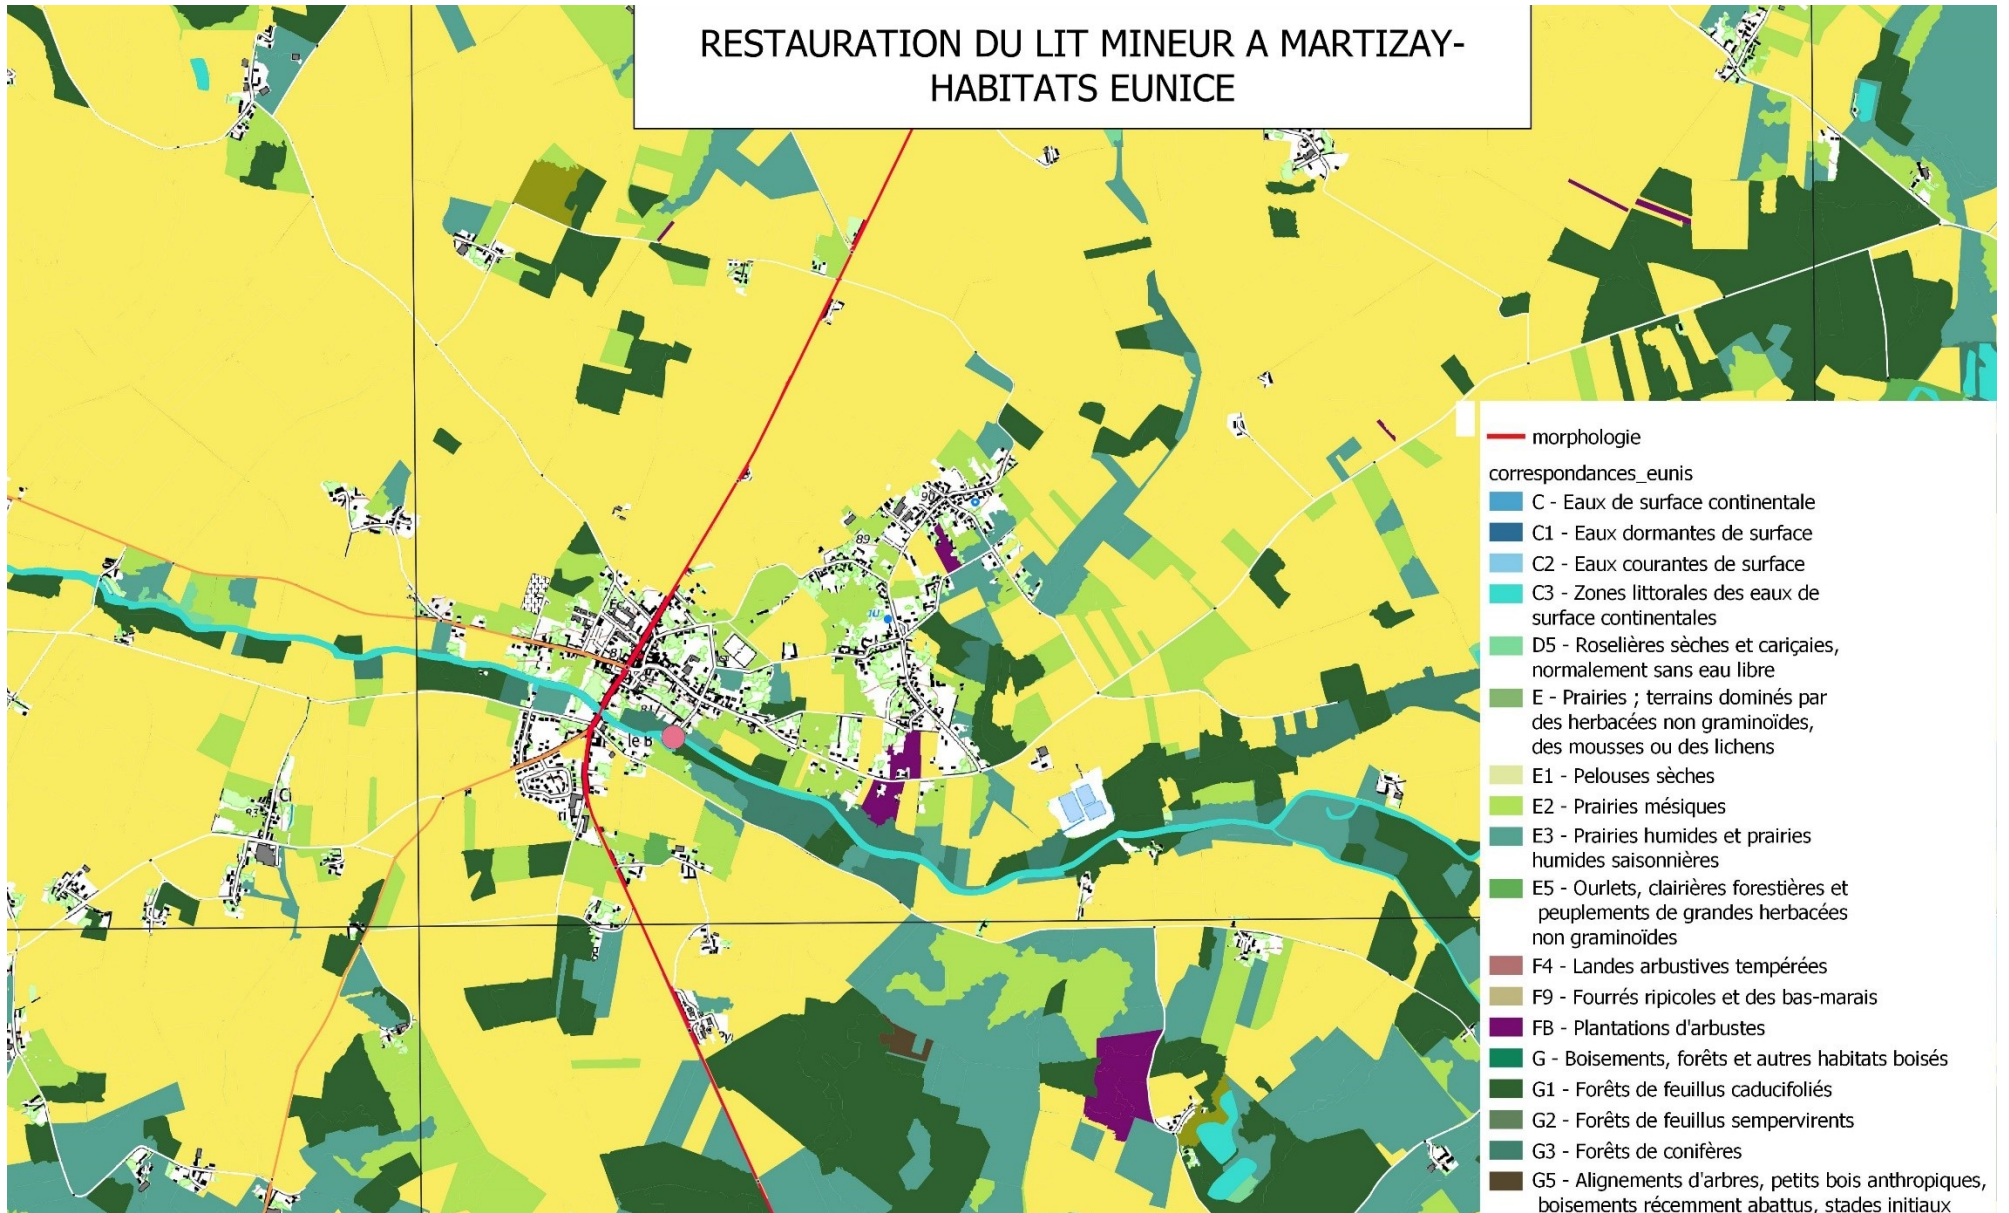 RESTAURATION DU LIT MINEUR A MARTIZAY-
HABITATS EUNICE
90
89
81
le B
morphologie
correspondances_eunis
C - Eaux de surface continentale
C1 - Eaux dormantes de surface
C2 - Eaux courantes de surface
C3 - Zones littorales des eaux de
surface continentales
D5 - Roselières sèches et cariçaies,
normalement sans eau libre
E - Prairies ; terrains dominés par
des herbacées non graminoïdes,
des mousses ou des lichens
E1 - Pelouses sèches
E2 - Prairies mésiques
E3 - Prairies humides et prairies
humides saisonnières
E5 - Ourlets, clairières forestières et
peuplements de grandes herbacées
non graminoïdes
F4 - Landes arbustives tempérées
F9 - Fourrés ripicoles et des bas-marais
FB - Plantations d'arbustes
G - Boisements, forêts et autres habitats boisés
G1 - Forêts de feuillus caducifoliés
G2 - Forêts de feuillus sempervirents
G3 - Forêts de conifères
G5 - Alignements d'arbres, petits bois anthropiques,
boisements récemment abattus, stades initiaux